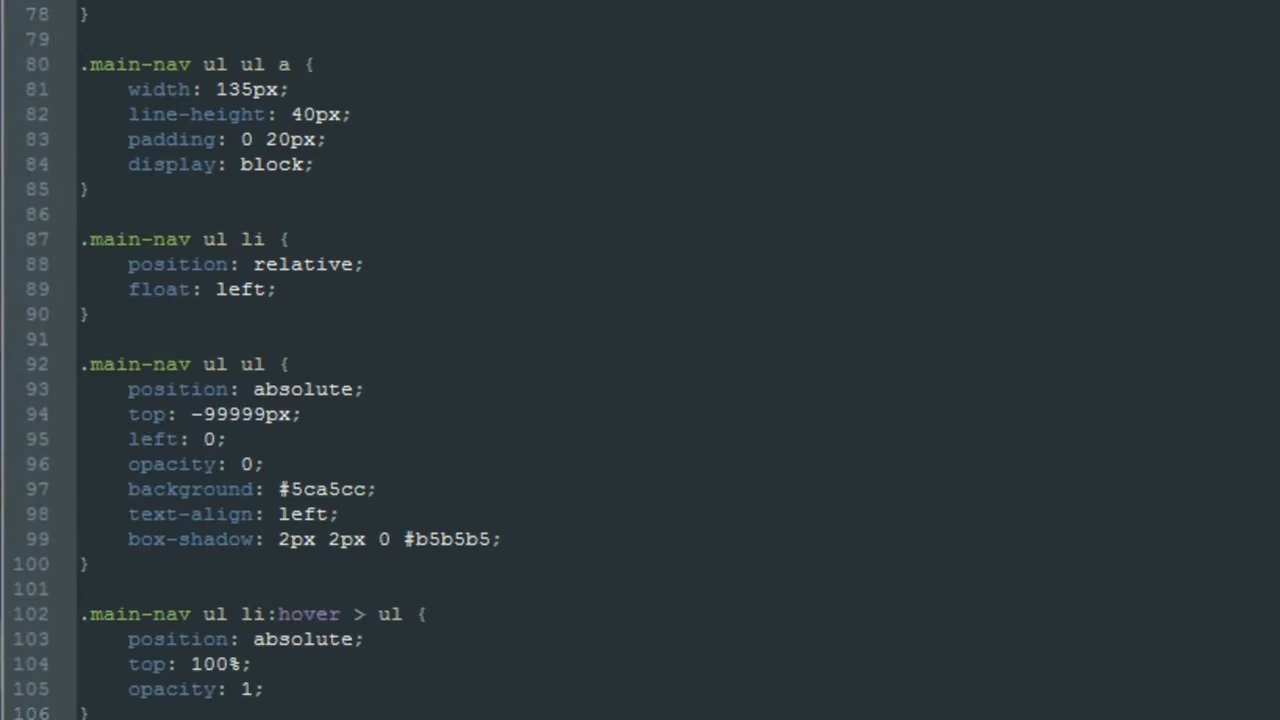 78 }
79
80 .main-nav ul ul a {
81     width: 135px;
82     line-height: 40px;
83     padding: 0 20px;
84     display: block;
85 }
86
87 .main-nav ul li {
88     position: relative;
89     float: left;
90 }
91
92 .main-nav ul ul {
93     position: absolute;
94     top: -99999px;
95     left: 0;
96     opacity: 0;
97     background: #5ca5cc;
98     text-align: left;
99     box-shadow: 2px 2px 0 #b5b5b5;
100 }
101
102 .main-nav ul li:hover > ul {
103     position: absolute;
104     top: 100%;
105     opacity: 1;
106 }